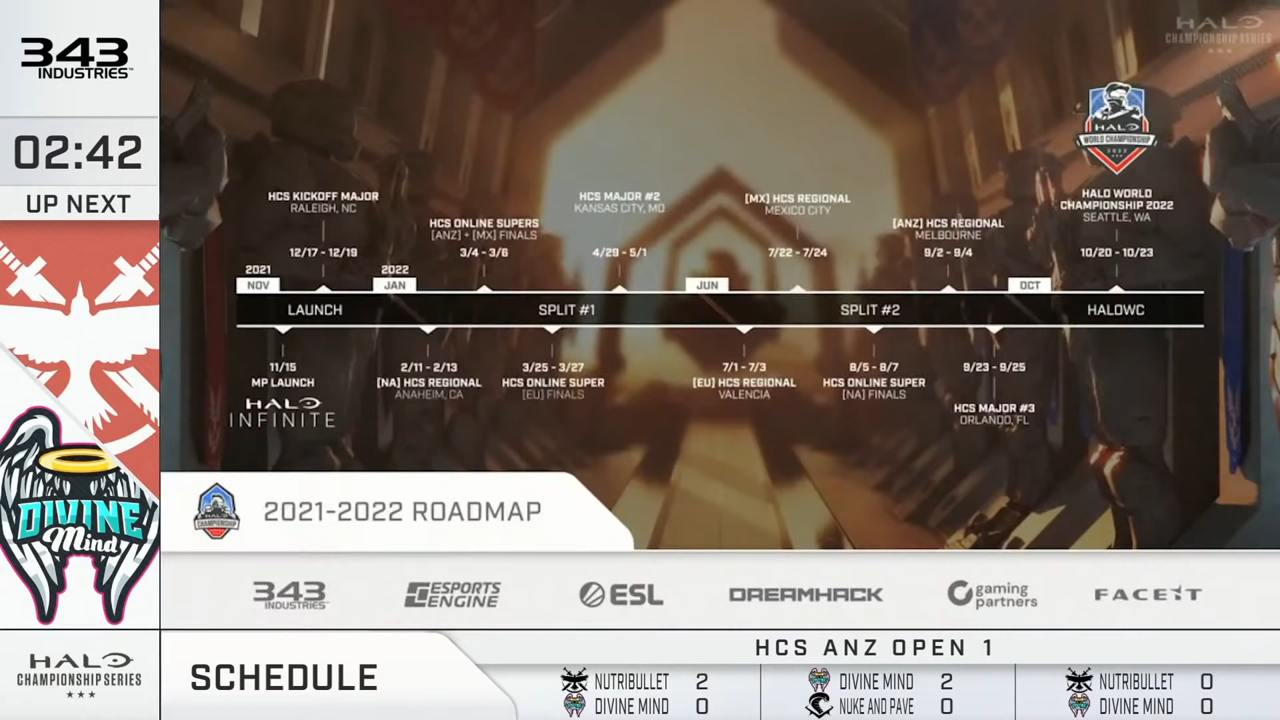 343
INDUSTRIES™
02:42
UP NEXT
DIVINE
Mind
HALO
CHAMPIONSHIP SERIES
HALO
CHAMPIONSHIP SERIES
HALO
WORLD CHAMPIONSHIP
2022
HCS KICKOFF MAJOR
RALEIGH, NC
12/17 - 12/19
HCS ONLINE SUPERS
[ANZ] + [MX] FINALS
3/4 - 3/6
HCS MAJOR #2
KANSAS CITY, MO
4/29 - 5/1
[MX] HCS REGIONAL
MEXICO CITY
7/22 - 7/24
[ANZ] HCS REGIONAL
MELBOURNE
9/2 - 9/4
HALO WORLD
CHAMPIONSHIP 2022
SEATTLE, WA
10/20 - 10/23
2021
NOV
2022
JAN
JUN
OCT
LAUNCH
SPLIT #1
SPLIT #2
HALOWC
11/15
MP LAUNCH
HALO
INFINITE
2/11 - 2/13
[NA] HCS REGIONAL
ANAHEIM, CA
3/25 - 3/27
HCS ONLINE SUPER
[EU] FINALS
7/1 - 7/3
[EU] HCS REGIONAL
VALENCIA
8/5 - 8/7
HCS ONLINE SUPER
[NA] FINALS
9/23 - 9/25
HCS MAJOR #3
ORLANDO, FL
HALO
CHAMPIONSHIP
2021-2022 ROADMAP
343
INDUSTRIES
ESPORTS
ENGINE
ESL
DREAMHACK
gaming
partners
FACEIT
SCHEDULE
HCS ANZ OPEN 1
NUTRIBULLET 2
DIVINE MIND 0
DIVINE MIND 2
NUKE AND PAVE 0
NUTRIBULLET 0
DIVINE MIND 0